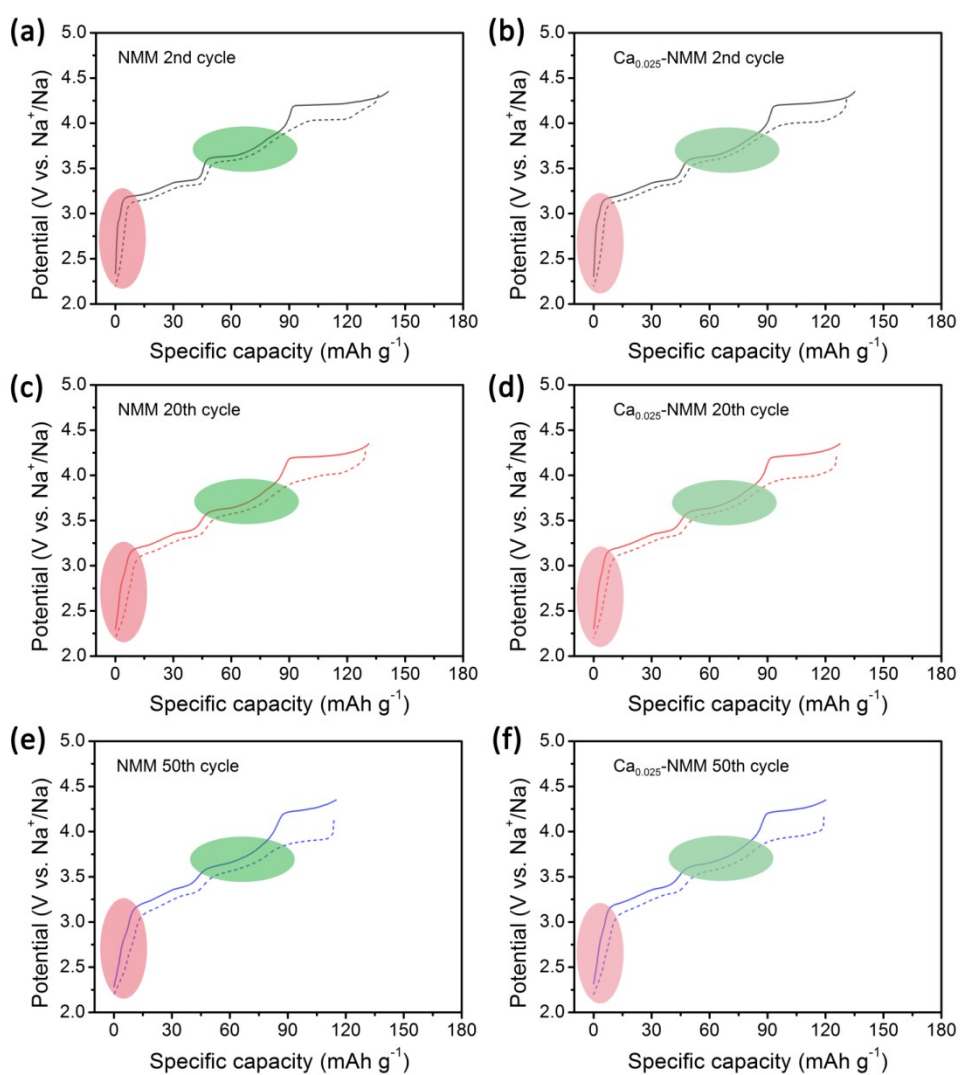 (a)
NMM 2nd cycle
Potential (V vs. Na⁺/Na)
5.0
4.5
4.0
3.5
3.0
2.5
2.0
0 30 60 90 120 150 180
Specific capacity (mAh g⁻¹)
(b)
Ca₀.₀₂₅-NMM 2nd cycle
Potential (V vs. Na⁺/Na)
5.0
4.5
4.0
3.5
3.0
2.5
2.0
0 30 60 90 120 150 180
Specific capacity (mAh g⁻¹)
(c)
NMM 20th cycle
Potential (V vs. Na⁺/Na)
5.0
4.5
4.0
3.5
3.0
2.5
2.0
0 30 60 90 120 150 180
Specific capacity (mAh g⁻¹)
(d)
Ca₀.₀₂₅-NMM 20th cycle
Potential (V vs. Na⁺/Na)
5.0
4.5
4.0
3.5
3.0
2.5
2.0
0 30 60 90 120 150 180
Specific capacity (mAh g⁻¹)
(e)
NMM 50th cycle
Potential (V vs. Na⁺/Na)
5.0
4.5
4.0
3.5
3.0
2.5
2.0
0 30 60 90 120 150 180
Specific capacity (mAh g⁻¹)
(f)
Ca₀.₀₂₅-NMM 50th cycle
Potential (V vs. Na⁺/Na)
5.0
4.5
4.0
3.5
3.0
2.5
2.0
0 30 60 90 120 150 180
Specific capacity (mAh g⁻¹)